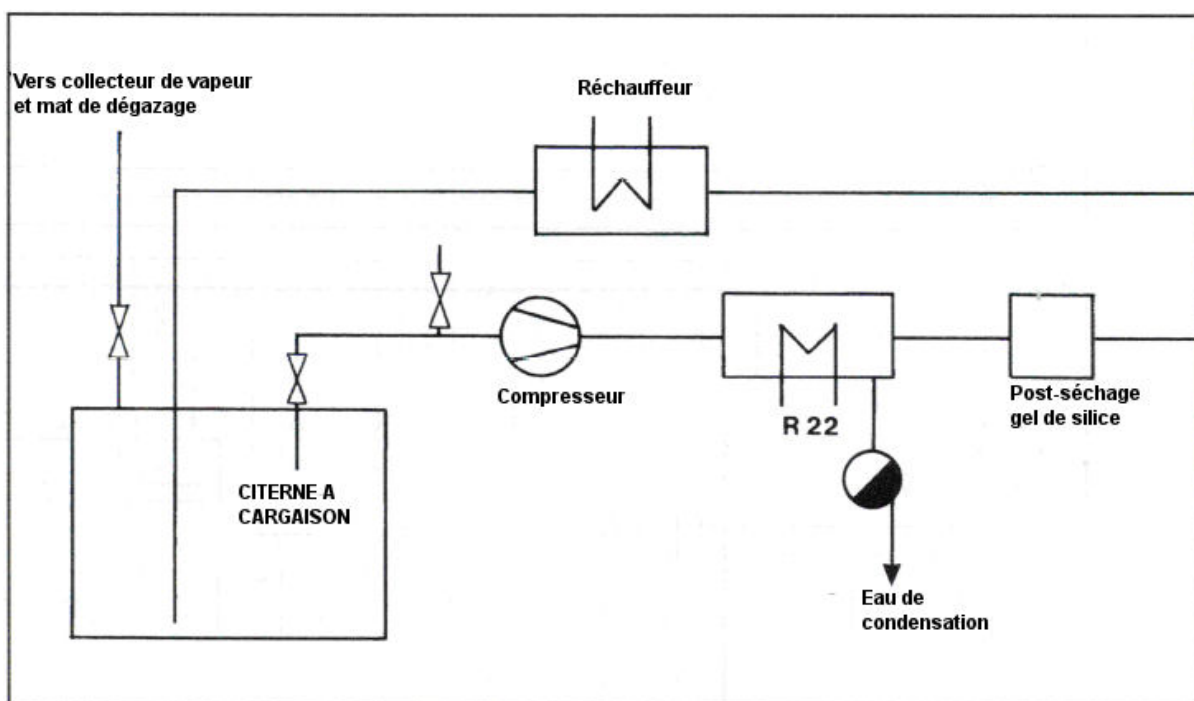 Vers collecteur de vapeur
et mat de dégazage
Réchauffeur
Compresseur
R 22
Post-séchage
gel de silice
CITERNE A
CARGAISON
Eau de
condensation